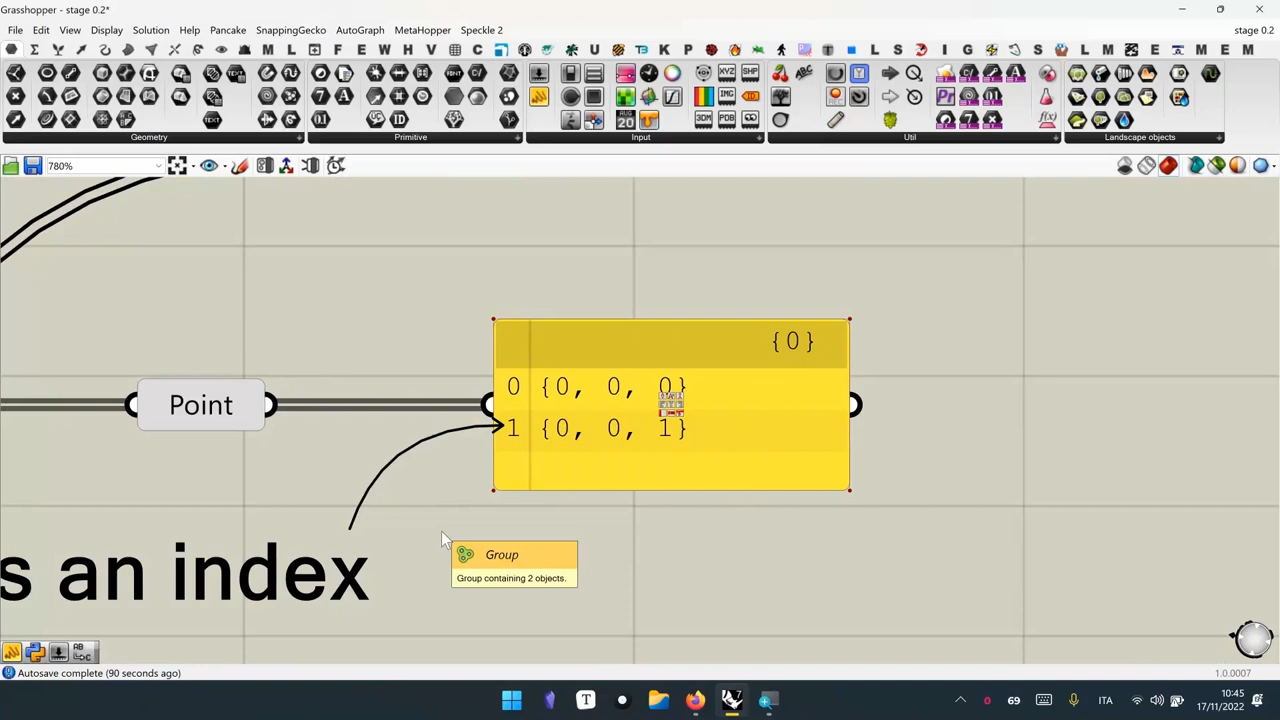 Grasshopper - stage 0.2*
File Edit View Display Solution Help Pancake SnappingGecko AutoGraph MetaHopper Heteroptera Speckle 2
stage 0.2
Geometry Primitive Input Util Landscape objects
780%
{0}
0 {0, 0, 0}
Point
1 {0, 0, 1}
s an index
Group
Group containing 2 objects.
Autosave complete (90 seconds ago)
1.0.0007
69 ITA 10:45
17/11/2022